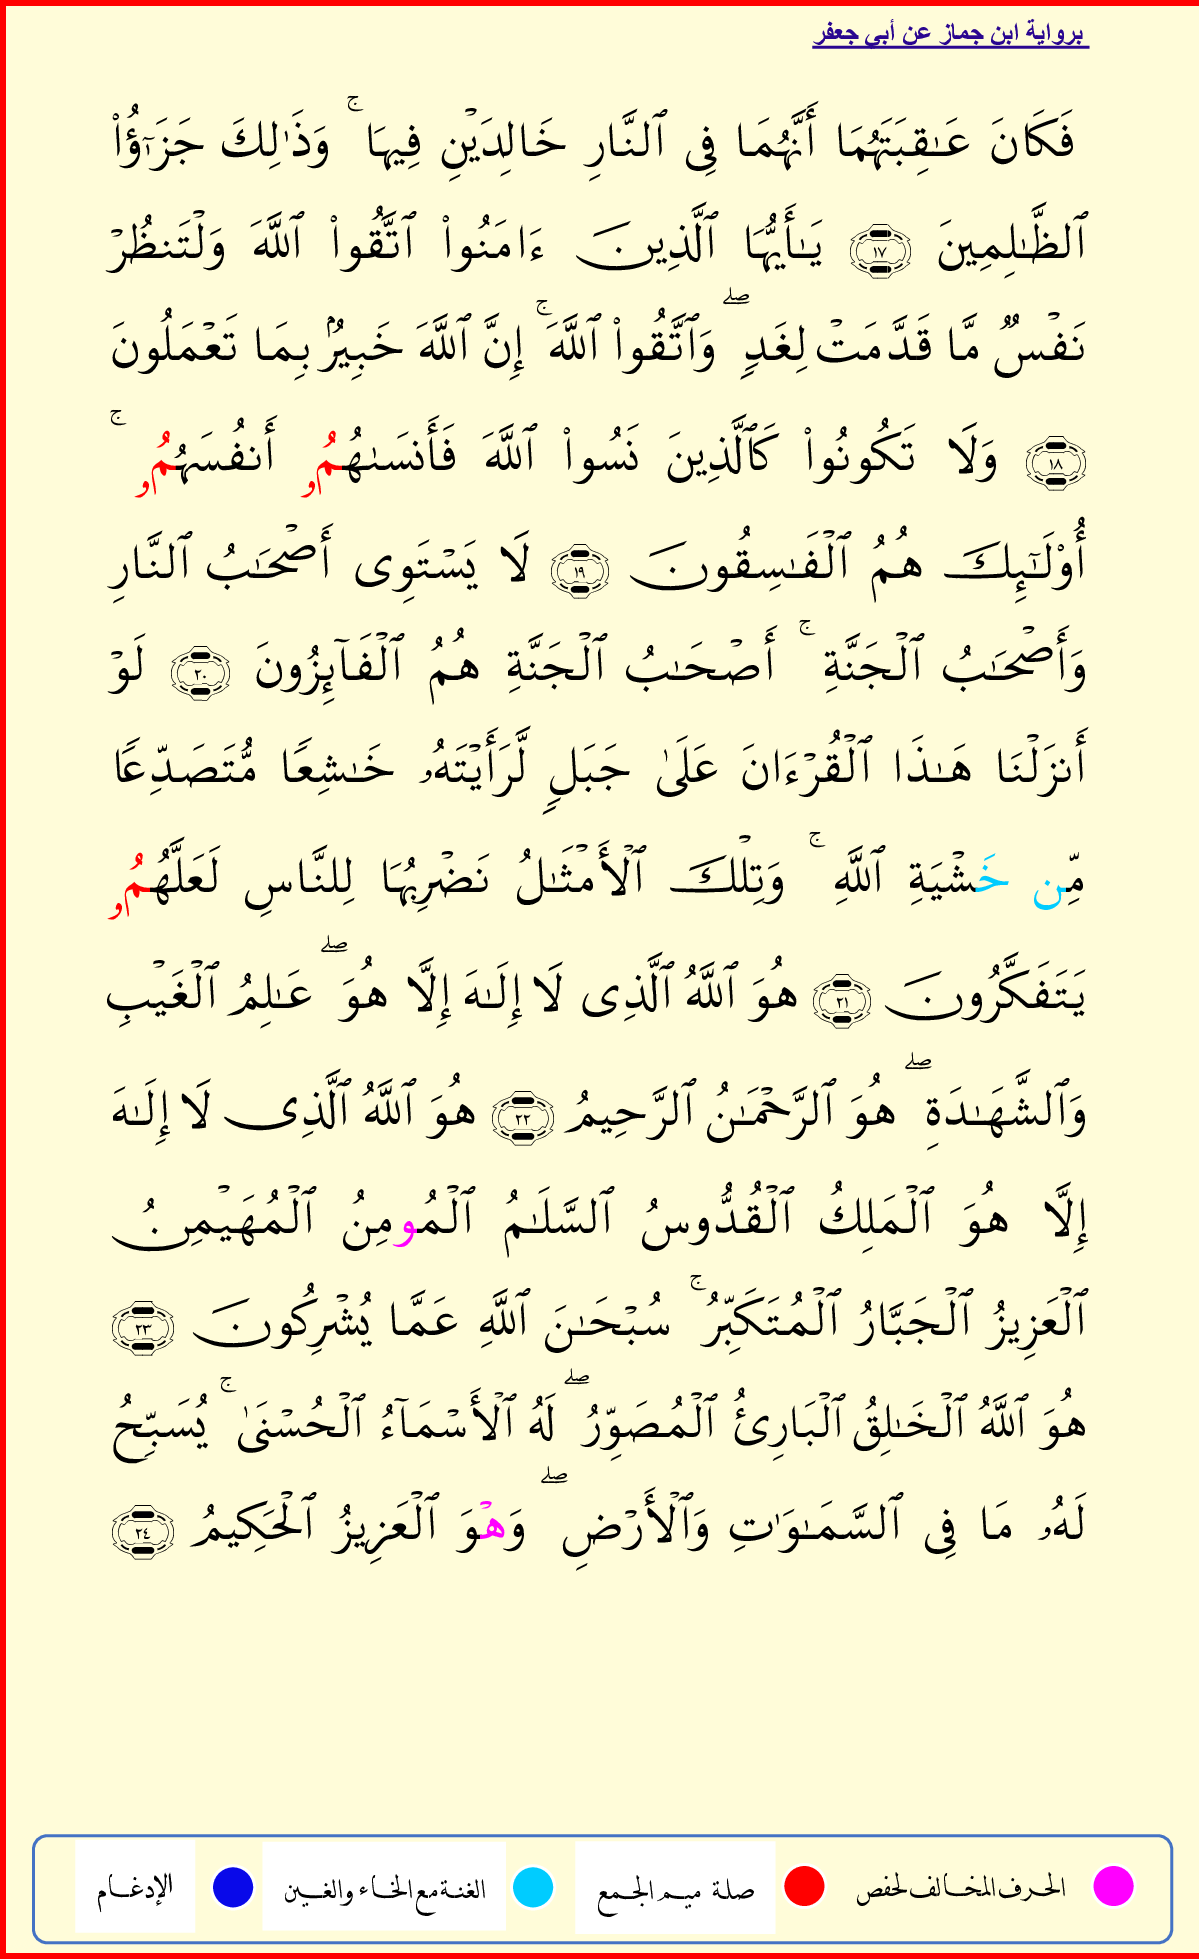 برواية ابن جماز عن أبي جعفر
فَكَانَ عَـٰقِبَتَهُمَا أَنَّهُمَا فِى ٱلنَّارِ خَالِدَيْنِ فِيهَا ۚ وَذَٰلِكَ جَزَـٰٓؤُا۟
ٱلظَّـٰلِمِينَ ١٧ يَـٰٓأَيُّهَا ٱلَّذِينَ ءَامَنُوا۟ ٱتَّقُوا۟ ٱللَّهَ وَلْتَنظُرْ
نَفْسٌ مَّا قَدَّمَتْ لِغَدٍ ۖ وَٱتَّقُوا۟ ٱللَّهَ ۚ إِنَّ ٱللَّهَ خَبِيرٌۢ بِمَا تَعْمَلُونَ
١٨ وَلَا تَكُونُوا۟ كَٱلَّذِينَ نَسُوا۟ ٱللَّهَ فَأَنسَىٰهُمُۥ أَنفُسَهُمُۥ ۚ
أُو۟لَـٰٓئِكَ هُمُ ٱلْفَـٰسِقُونَ ١٩ لَا يَسْتَوِى أَصْحَـٰبُ ٱلنَّارِ
وَأَصْحَـٰبُ ٱلْجَنَّةِ ۚ أَصْحَـٰبُ ٱلْجَنَّةِ هُمُ ٱلْفَآئِزُونَ ٢٠ لَوْ
أَنزَلْنَا هَـٰذَا ٱلْقُرْءَانَ عَلَىٰ جَبَلٍ لَّرَأَيْتَهُۥ خَـٰشِعًا مُّتَصَدِّعًا
مِّن خَشْيَةِ ٱللَّهِ ۚ وَتِلْكَ ٱلْأَمْثَـٰلُ نَضْرِبُهَا لِلنَّاسِ لَعَلَّهُمُۥ
يَتَفَكَّرُونَ ٢١ هُوَ ٱللَّهُ ٱلَّذِى لَا إِلَـٰهَ إِلَّا هُوَ ۖ عَـٰلِمُ ٱلْغَيْبِ
وَٱلشَّهَـٰدَةِ ۖ هُوَ ٱلرَّحْمَـٰنُ ٱلرَّحِيمُ ٢٢ هُوَ ٱللَّهُ ٱلَّذِى لَا إِلَـٰهَ
إِلَّا هُوَ ٱلْمَلِكُ ٱلْقُدُّوسُ ٱلسَّلَـٰمُ ٱلْمُومِنُ ٱلْمُهَيْمِنُ
ٱلْعَزِيزُ ٱلْجَبَّارُ ٱلْمُتَكَبِّرُ ۚ سُبْحَـٰنَ ٱللَّهِ عَمَّا يُشْرِكُونَ ٢٣
هُوَ ٱللَّهُ ٱلْخَـٰلِقُ ٱلْبَارِئُ ٱلْمُصَوِّرُ ۖ لَهُ ٱلْأَسْمَآءُ ٱلْحُسْنَىٰ ۚ يُسَبِّحُ
لَهُۥ مَا فِى ٱلسَّمَـٰوَٰتِ وَٱلْأَرْضِ ۖ وَهْوَ ٱلْعَزِيزُ ٱلْحَكِيمُ ٢٤
الحرف المخالف لحفص صلة ميم الجمع الغنة مع الخاء والغين الإدغام